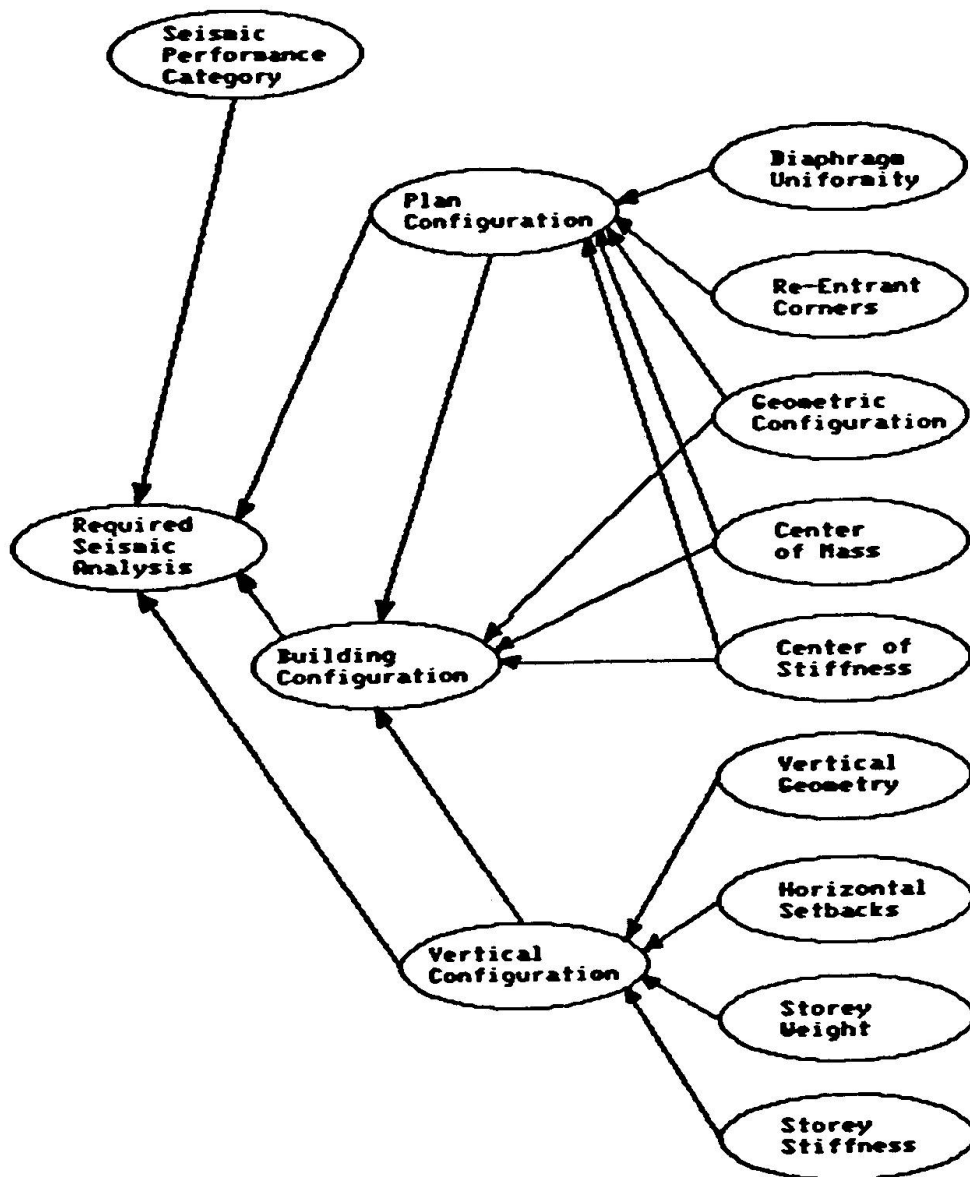 Seismic
Performance
Category
Diaphragm
Uniformity
Plan
Configuration
Re-Entrant
Corners
Geometric
Configuration
Required
Seismic
Analysis
Center
of Mass
Building
Configuration
Center of
Stiffness
Vertical
Geometry
Horizontal
Setbacks
Vertical
Configuration
Storey
Weight
Storey
Stiffness